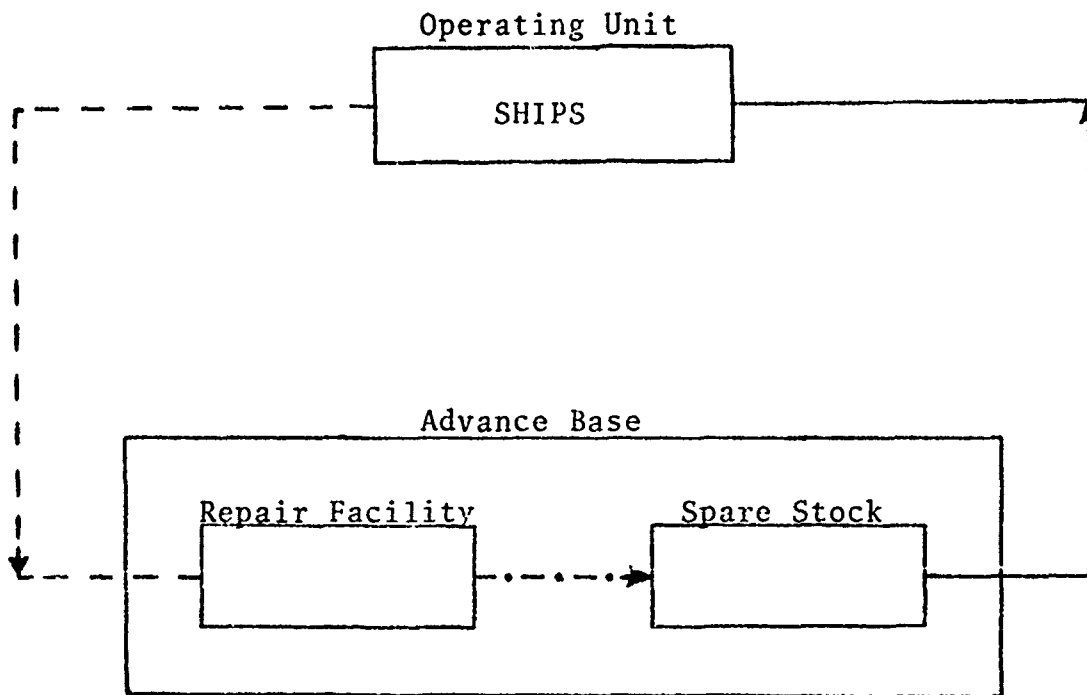 Operating Unit
SHIPS
Advance Base
Repair Facility
Spare Stock